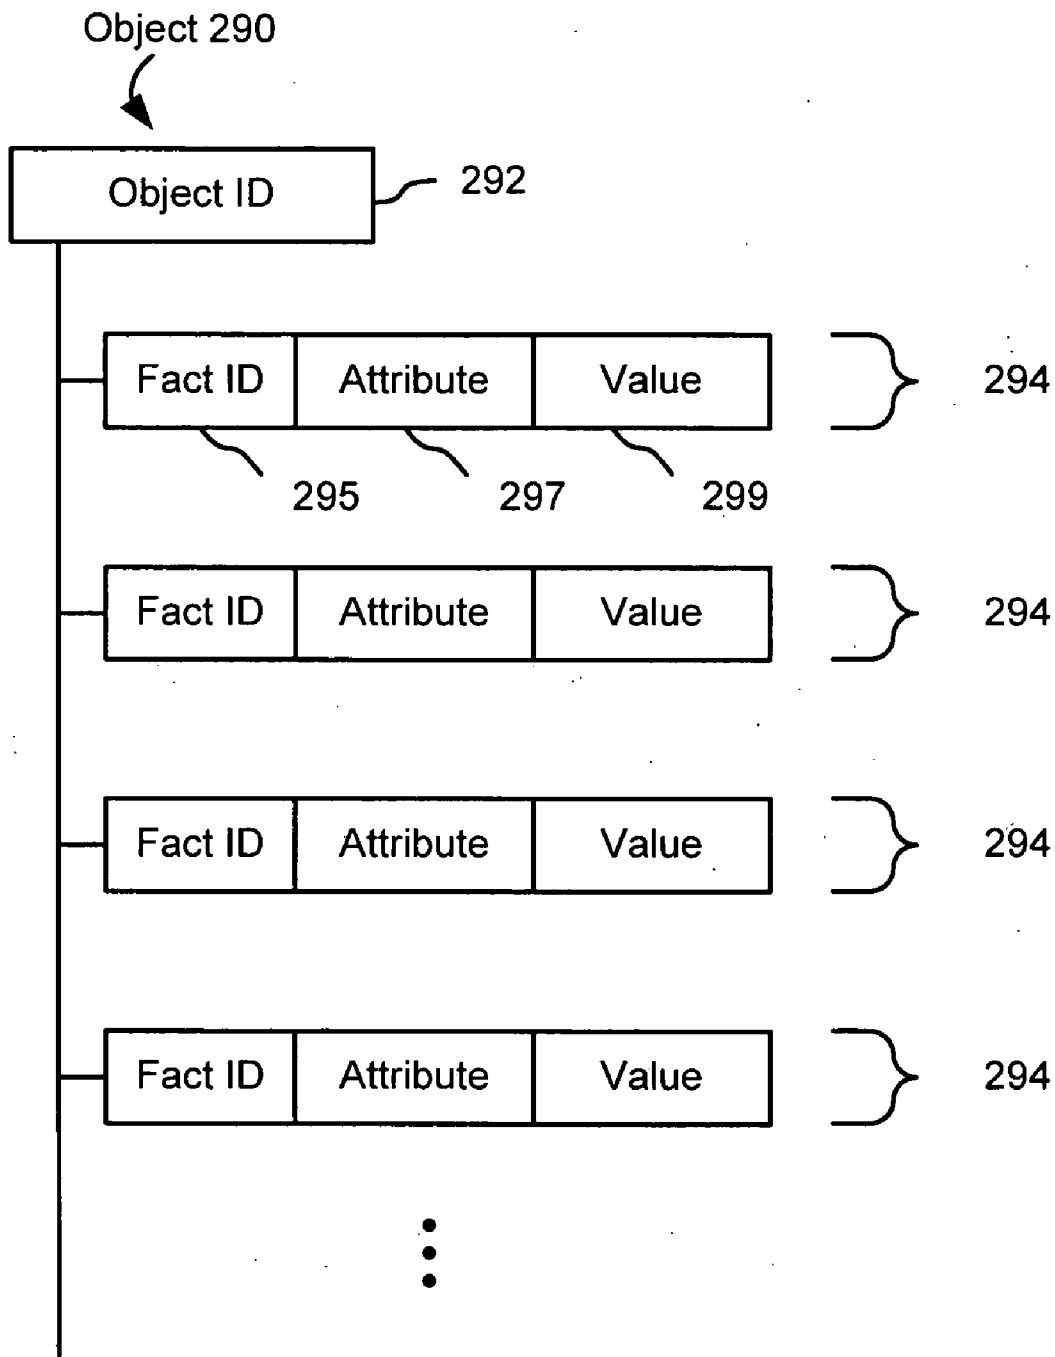 Object 290
Object ID
292
Fact ID Attribute Value
294
295 297 299
Fact ID Attribute Value
294
Fact ID Attribute Value
294
Fact ID Attribute Value
294